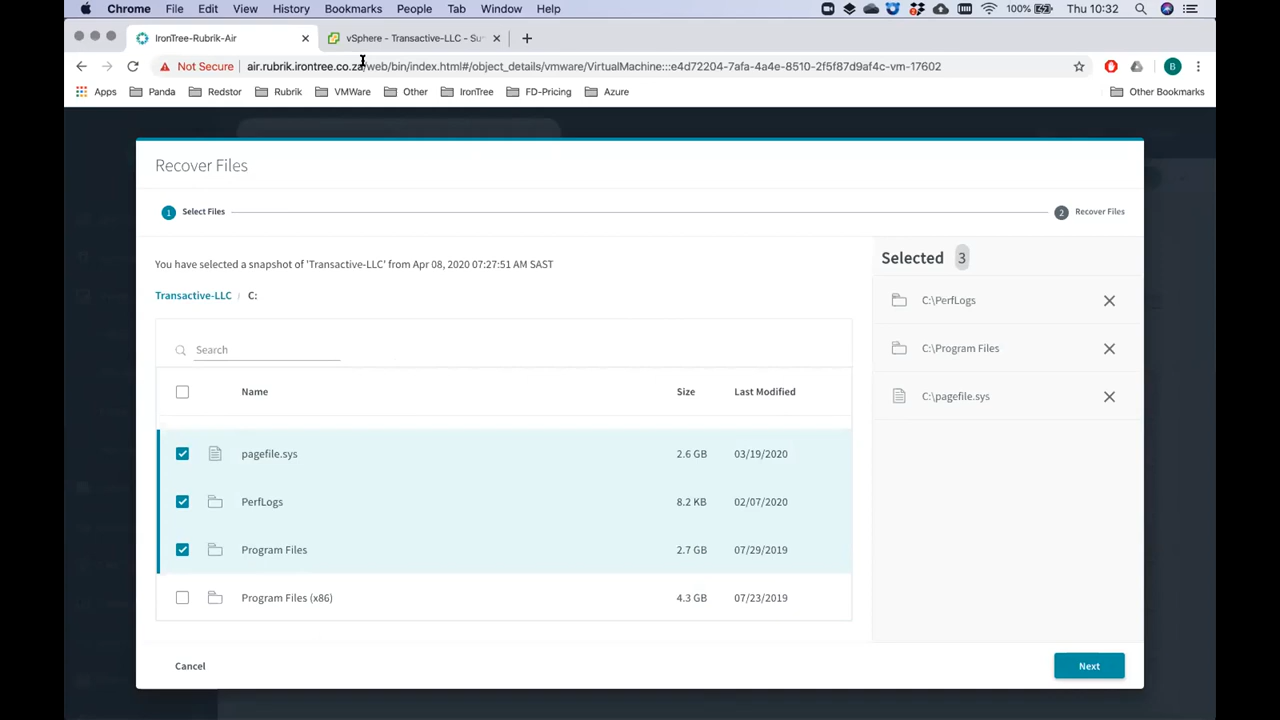 Chrome File Edit View History Bookmarks People Tab Window Help 100% Thu 10:32
IronTree-Rubrik-Air vSphere - Transactive-LLC - Su
Not Secure air.rubrik.irontree.co.za/web/bin/index.html#/object_details/vmware/VirtualMachine:::e4d72204-7afa-4a4e-8510-2f5f87d9af4c-vm-17602 B
Apps Panda Redstor Rubrik VMWare Other IronTree FD-Pricing Azure Other Bookmarks
Recover Files
1 Select Files 2 Recover Files
You have selected a snapshot of 'Transactive-LLC' from Apr 08, 2020 07:27:51 AM SAST
Transactive-LLC / C:
Search
Name Size Last Modified
pagefile.sys 2.6 GB 03/19/2020
PerfLogs 8.2 KB 02/07/2020
Program Files 2.7 GB 07/29/2019
Program Files (x86) 4.3 GB 07/23/2019
Selected 3
C:\PerfLogs
C:\Program Files
C:\pagefile.sys
Cancel Next